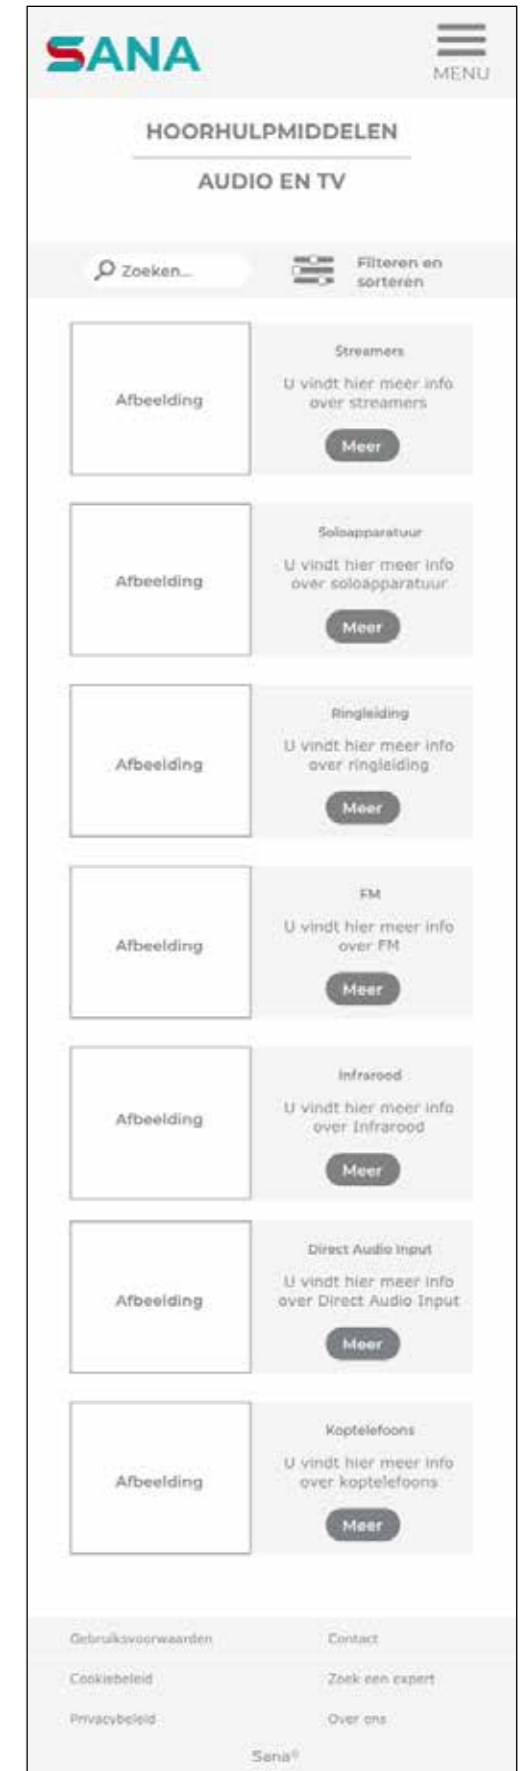 SANA
MENU
HOORHULPMIDDELEN
AUDIO EN TV
Zoeken...
Filteren en
sorteren
Afbeelding
Streamers
U vindt hier meer info
over streamers
Meer
Afbeelding
Soloapparatuur
U vindt hier meer info
over soloapparatuur
Meer
Afbeelding
Ringleiding
U vindt hier meer info
over ringleiding
Meer
Afbeelding
FM
U vindt hier meer info
over FM
Meer
Afbeelding
Infrarood
U vindt hier meer info
over Infrarood
Meer
Afbeelding
Direct Audio Input
U vindt hier meer info
over Direct Audio Input
Meer
Afbeelding
Koptelefoons
U vindt hier meer info
over koptelefoons
Meer
Gebruiksvoorwaarden
Contact
Cookiebeleid
Zoek een expert
Privacybeleid
Over ons
Sana®